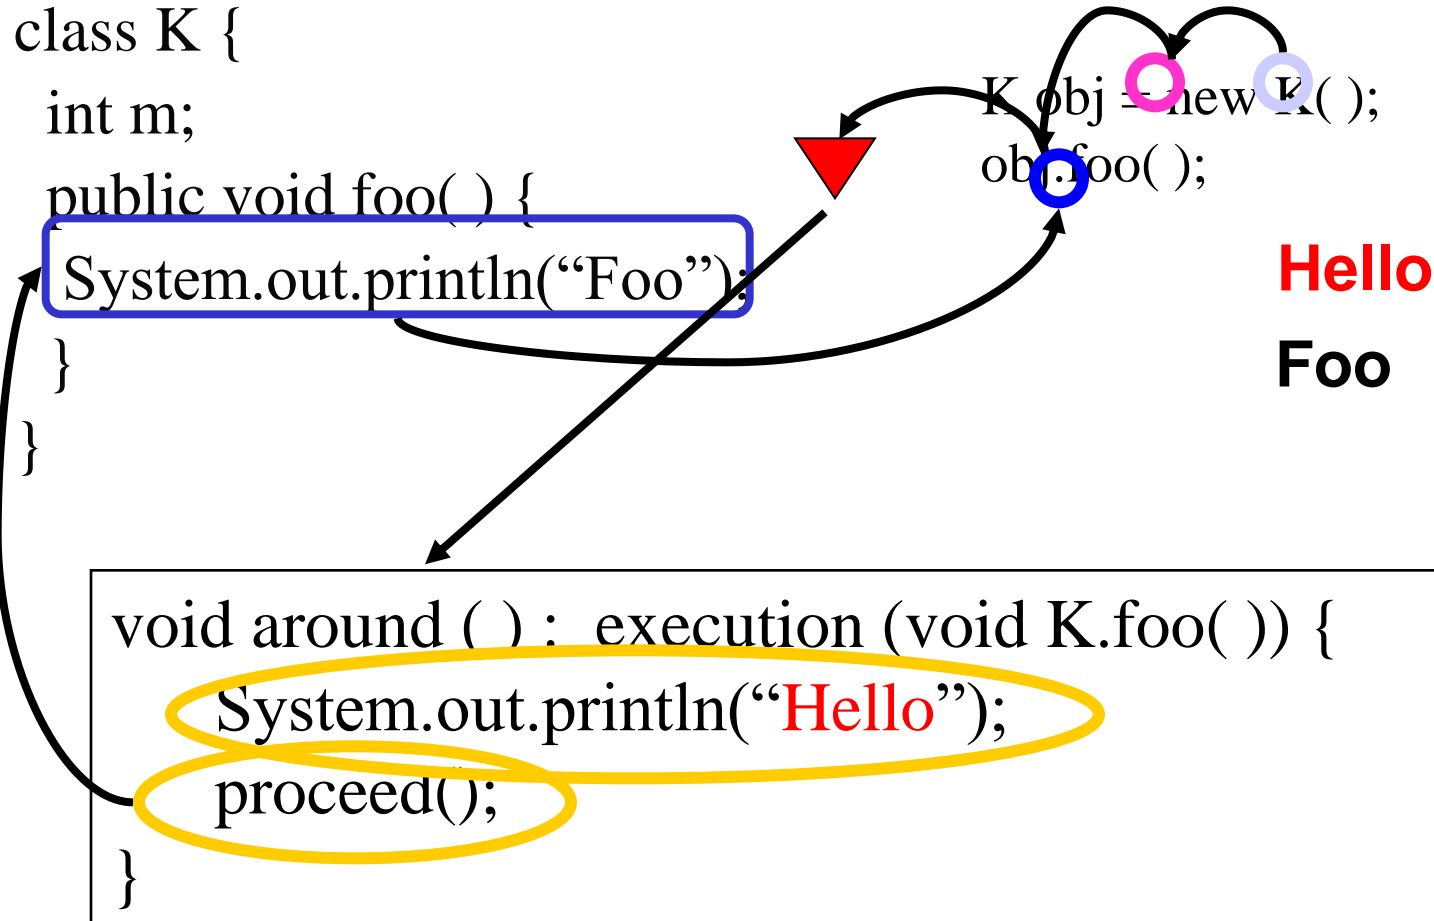 class K {
int m;
public void foo( ) {
System.out.println(“Foo”);
}
}
K obj = new K( );
obj.foo( );
Hello
Foo
void around ( ) : execution (void K.foo( )) {
System.out.println(“Hello”);
proceed();
}